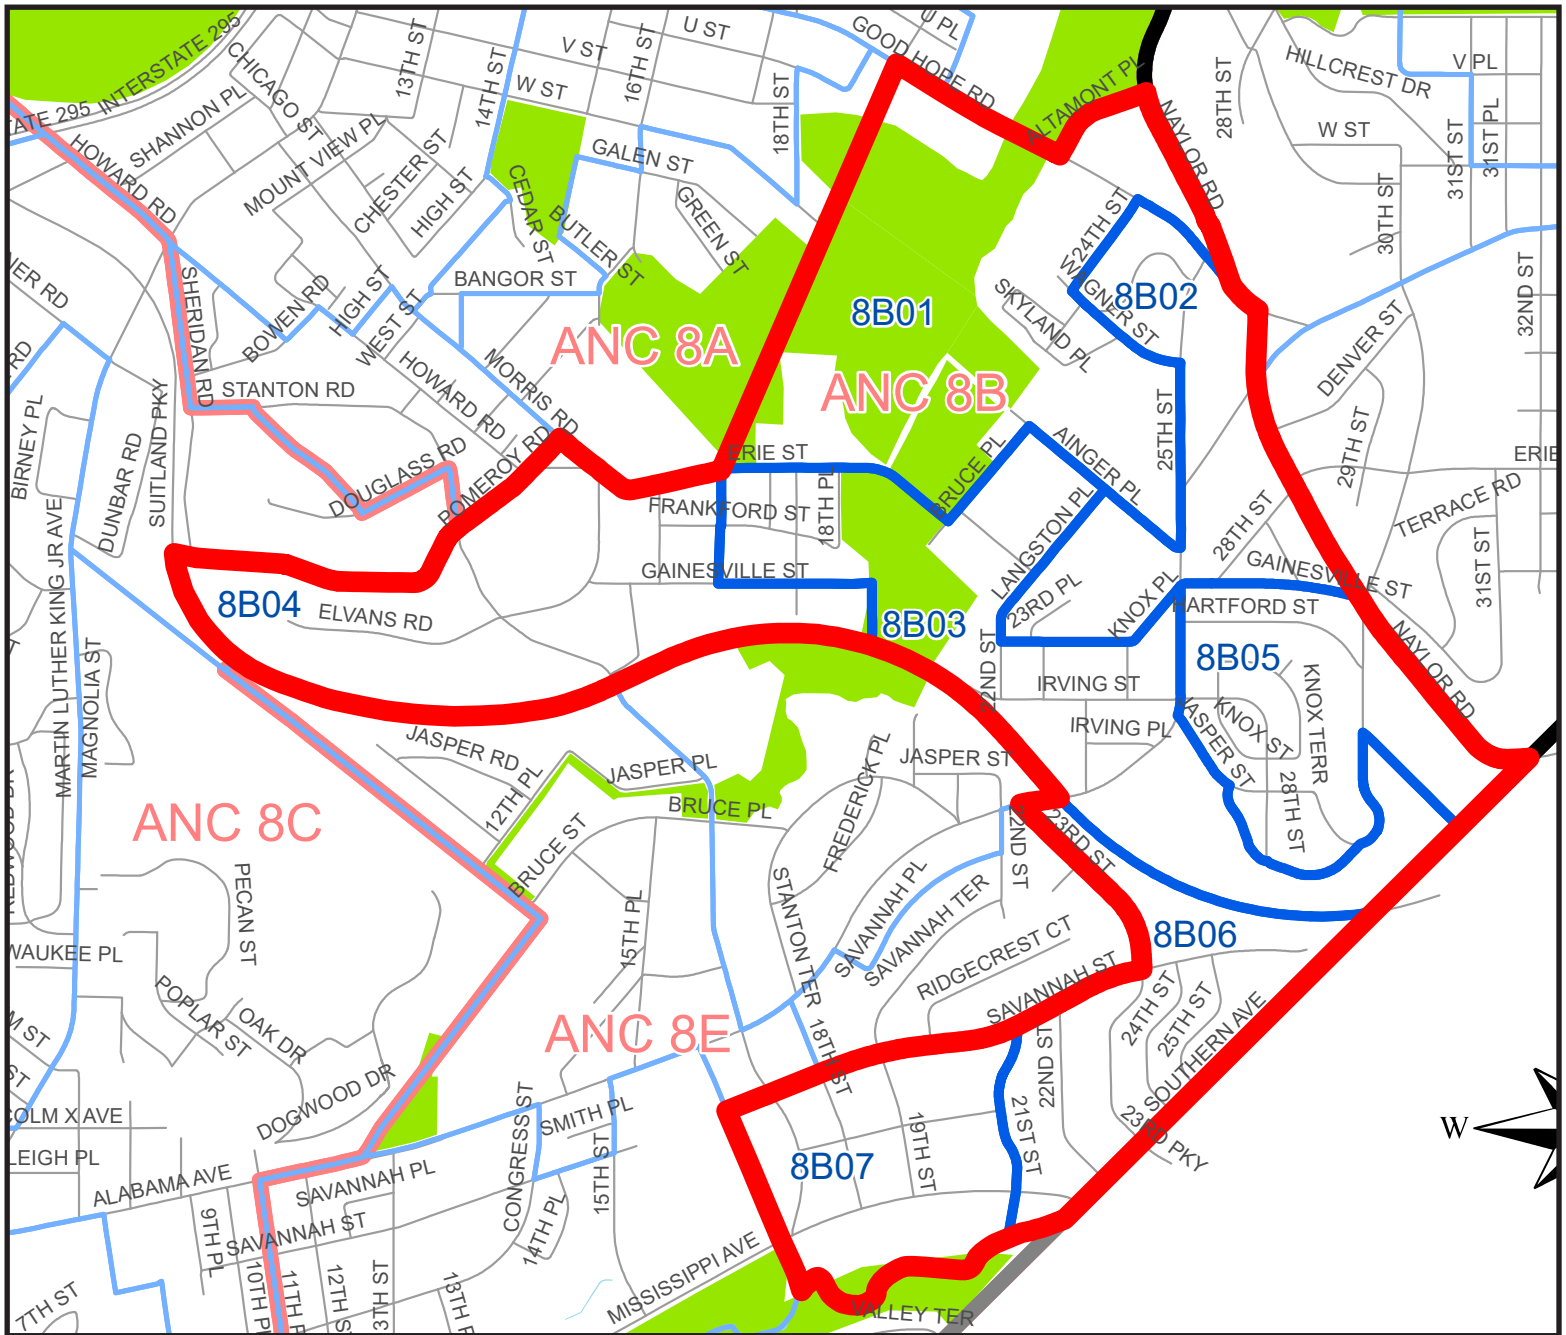 U PL
GOOD HOPE RD
U ST
V ST
16TH ST
13TH ST
14TH ST
W ST
18TH ST
INTERSTATE 295
CHICAGO ST
SHANNON PL
HOWARD RD
MOUNT VIEW PL
CHESTER ST
HIGH ST
CEDAR ST
GALEN ST
GREEN ST
BUTLER ST
BANGOR ST
ALTAMONT PL
NAYLOR RD
28TH ST
HILLCREST DR
V PL
W ST
31ST ST
31ST PL
30TH ST
32ND ST
24TH ST
WAGNER ST
8B02
SKYLAND PL
DENVER ST
29TH ST
25TH ST
8B01
ANC 8A
ANC 8B
SHERIDAN RD
BOWEN RD
HIGH ST
WEST ST
HOWARD RD
MORRIS RD
STANTON RD
DOUGLASS RD
POMEROY RD
BIRNEY PL
DUNBAR RD
SUITLAND PKY
ERIE ST
FRANKFORD ST
18TH PL
GAINESVILLE ST
BRUCE PL
AINGER PL
LANGSTON PL
23RD PL
KNOX PL
28TH ST
TERRACE RD
GAINESVILLE ST
HARTFORD ST
31ST ST
NAYLOR RD
8B04
ELVANS RD
8B03
22ND ST
8B05
IRVING ST
IRVING PL
KNOX ST
KNOX TERR
JASPER ST
28TH ST
MARTIN LUTHER KING JR AVE
MAGNOLIA ST
JASPER RD
12TH PL
JASPER PL
BRUCE PL
BRUCE ST
FREDERICK PL
JASPER ST
22ND ST
23RD ST
ANC 8C
PECAN ST
POPLAR ST
OAK DR
DOGWOOD DR
15TH PL
STANTON TER
SAVANNAH PL
SAVANNAH TER
RIDGECREST CT
SAVANNAH ST
8B06
24TH ST
25TH ST
SOUTHERN AVE
23RD PKY
ANC 8E
18TH ST
22ND ST
21ST ST
19TH ST
8B07
COLM X AVE
LEIGH PL
ALABAMA AVE
SAVANNAH PL
SAVANNAH ST
CONGRESS ST
SMITH PL
15TH ST
14TH PL
9TH PL
10TH PL
12TH ST
7TH ST
MISSISSIPPI AVE
VALLEY TER
W